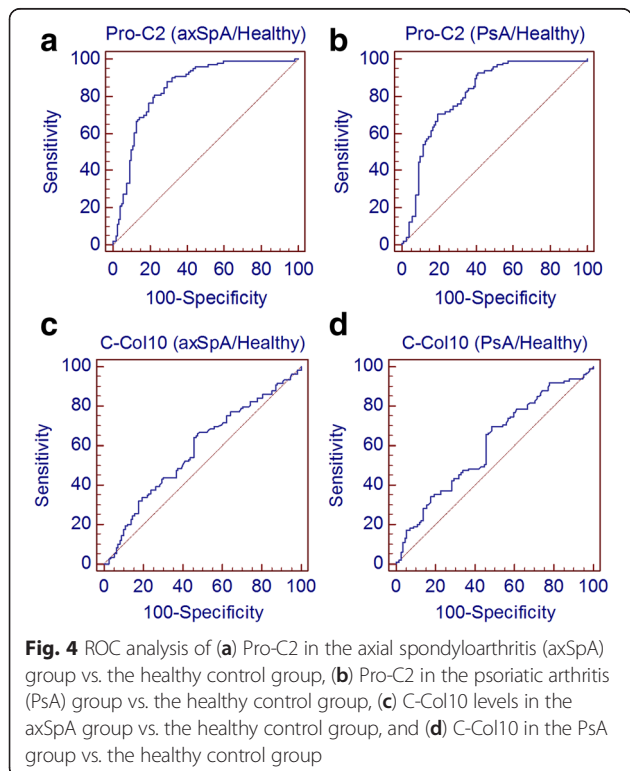 a
Pro-C2 (axSpA/Healthy)
Sensitivity
100
80
60
40
20
0
0 20 40 60 80 100
100-Specificity
b
Pro-C2 (PsA/Healthy)
Sensitivity
100
80
60
40
20
0
0 20 40 60 80 100
100-Specificity
c
C-Col10 (axSpA/Healthy)
Sensitivity
100
80
60
40
20
0
0 20 40 60 80 100
100-Specificity
d
C-Col10 (PsA/Healthy)
Sensitivity
100
80
60
40
20
0
0 20 40 60 80 100
100-Specificity
Fig. 4 ROC analysis of (a) Pro-C2 in the axial spondyloarthritis (axSpA)
group vs. the healthy control group, (b) Pro-C2 in the psoriatic arthritis
(PsA) group vs. the healthy control group, (c) C-Col10 levels in the
axSpA group vs. the healthy control group, and (d) C-Col10 in the PsA
group vs. the healthy control group